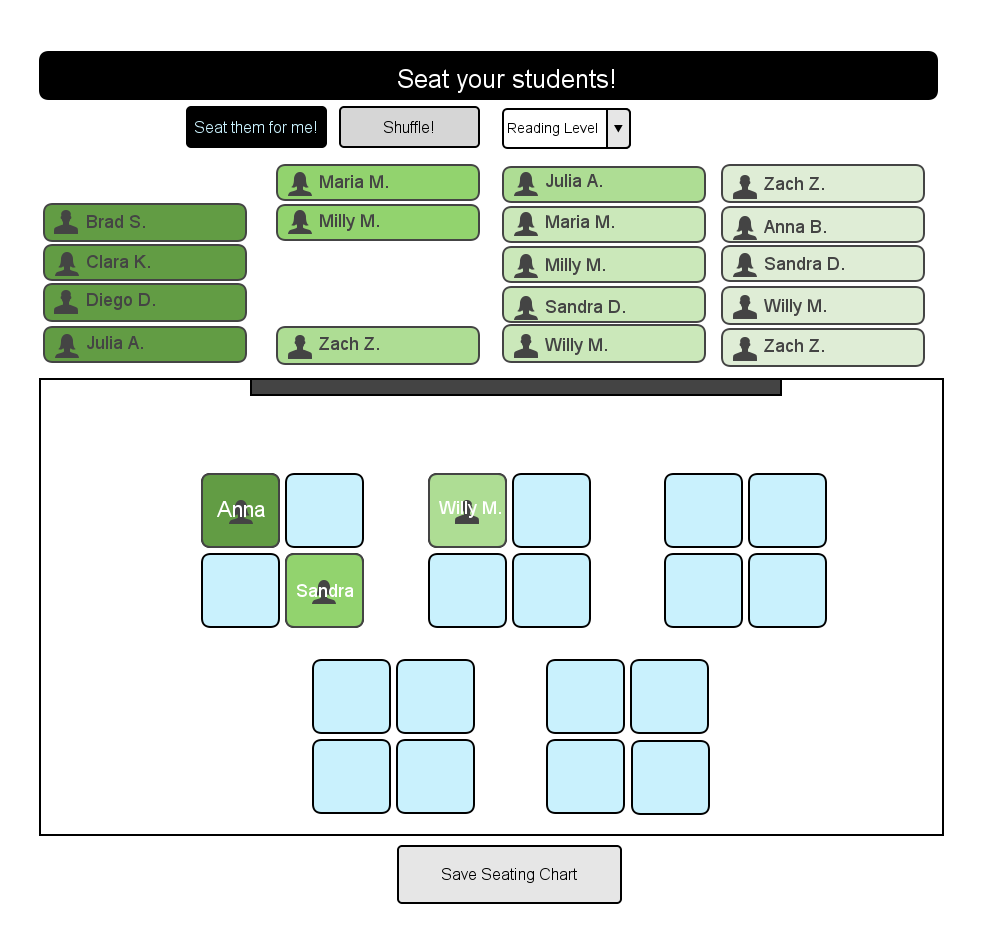 Seat your students!
Seat them for me!
Shuffle!
Reading Level
Brad S.
Clara K.
Diego D.
Julia A.
Maria M.
Milly M.
Zach Z.
Julia A.
Maria M.
Milly M.
Sandra D.
Willy M.
Zach Z.
Anna B.
Sandra D.
Willy M.
Zach Z.
Anna
Willy M.
Sandra
Save Seating Chart